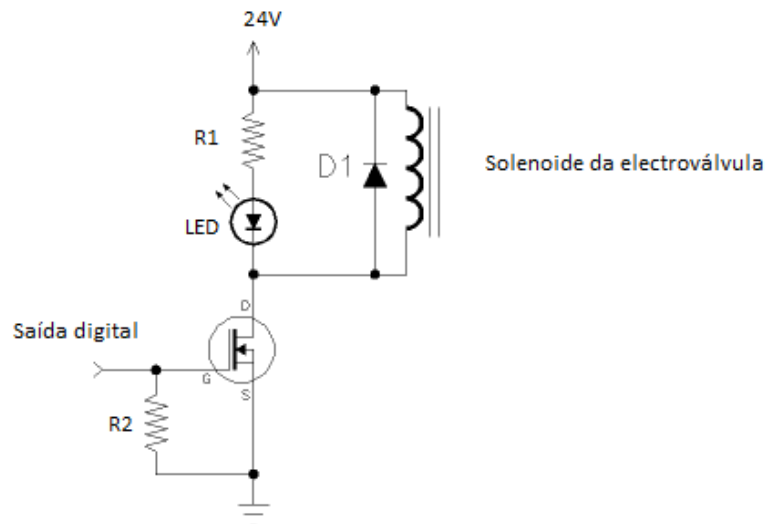 24V
R1
D1
Solenoide da electroválvula
LED
D
Saída digital
G
S
R2